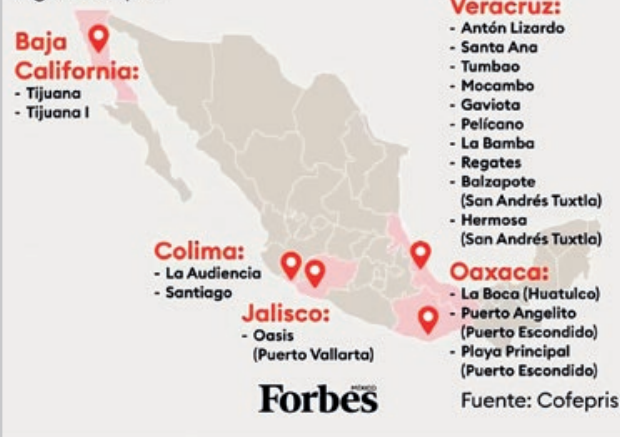 Baja
California:
- Tijuana
- Tijuana I
Veracruz:
- Antón Lizardo
- Santa Ana
- Tumbao
- Mocambo
- Gaviota
- Pelícano
- La Bamba
- Regates
- Balzapote
(San Andrés Tuxtla)
- Hermosa
(San Andrés Tuxtla)
Colima:
- La Audiencia
- Santiago
Jalisco:
- Oasis
(Puerto Vallarta)
Oaxaca:
- La Boca (Huatulco)
- Puerto Angelito
(Puerto Escondido)
- Playa Principal
(Puerto Escondido)
Forbes
MÉXICO
Fuente: Cofepris